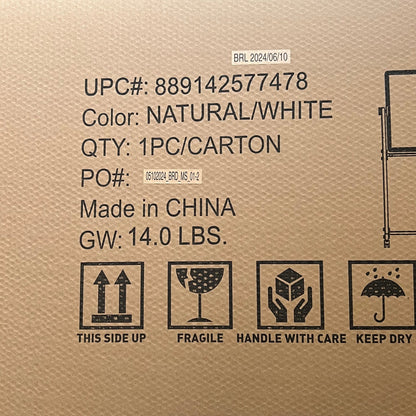 BRL 2024/06/10
UPC#: 889142577478
Color: NATURAL/WHITE
QTY: 1PC/CARTON
PO#: 05102024_BRD_MS_01-2
Made in CHINA
GW: 14.0 LBS.
THIS SIDE UP
FRAGILE
HANDLE WITH CARE
KEEP DRY